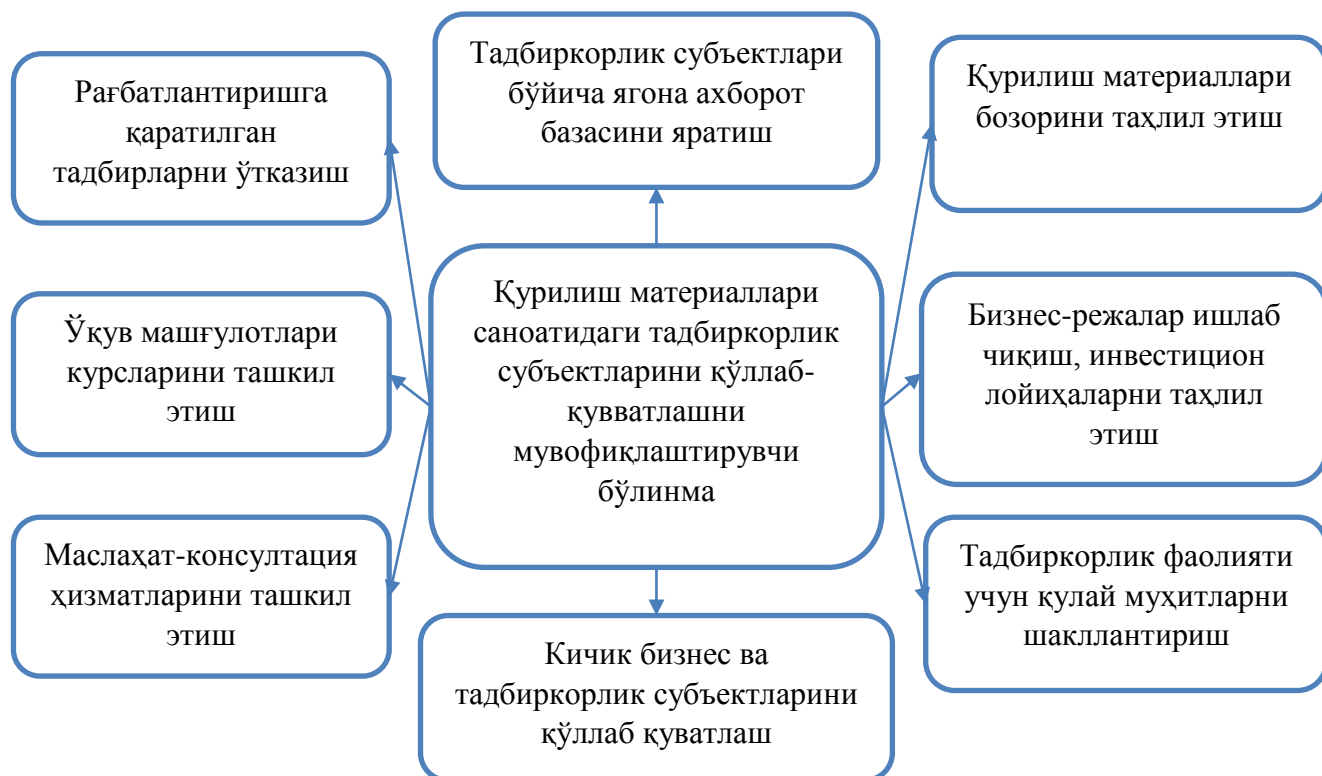 Рағбатлантиришга
қаратилган
тадбирларни ўтказиш
Тадбиркорлик субъектлари
бўйича ягона ахборот
базасини яратиш
Қурилиш материаллари
бозорини таҳлил этиш
Ўқув машғулотлари
курсларини ташкил
этиш
Қурилиш материаллари
саноатидаги тадбиркорлик
субъектларини қўллаб-
қувватлашни
мувофиқлаштирувчи
бўлинма
Бизнес-режалар ишлаб
чиқиш, инвестицион
лойиҳаларни таҳлил
этиш
Маслаҳат-консултация
ҳизматларини ташкил
этиш
Кичик бизнес ва
тадбиркорлик субъектларини
қўллаб қуватлаш
Тадбиркорлик фаолияти
учун қулай муҳитларни
шакллантириш